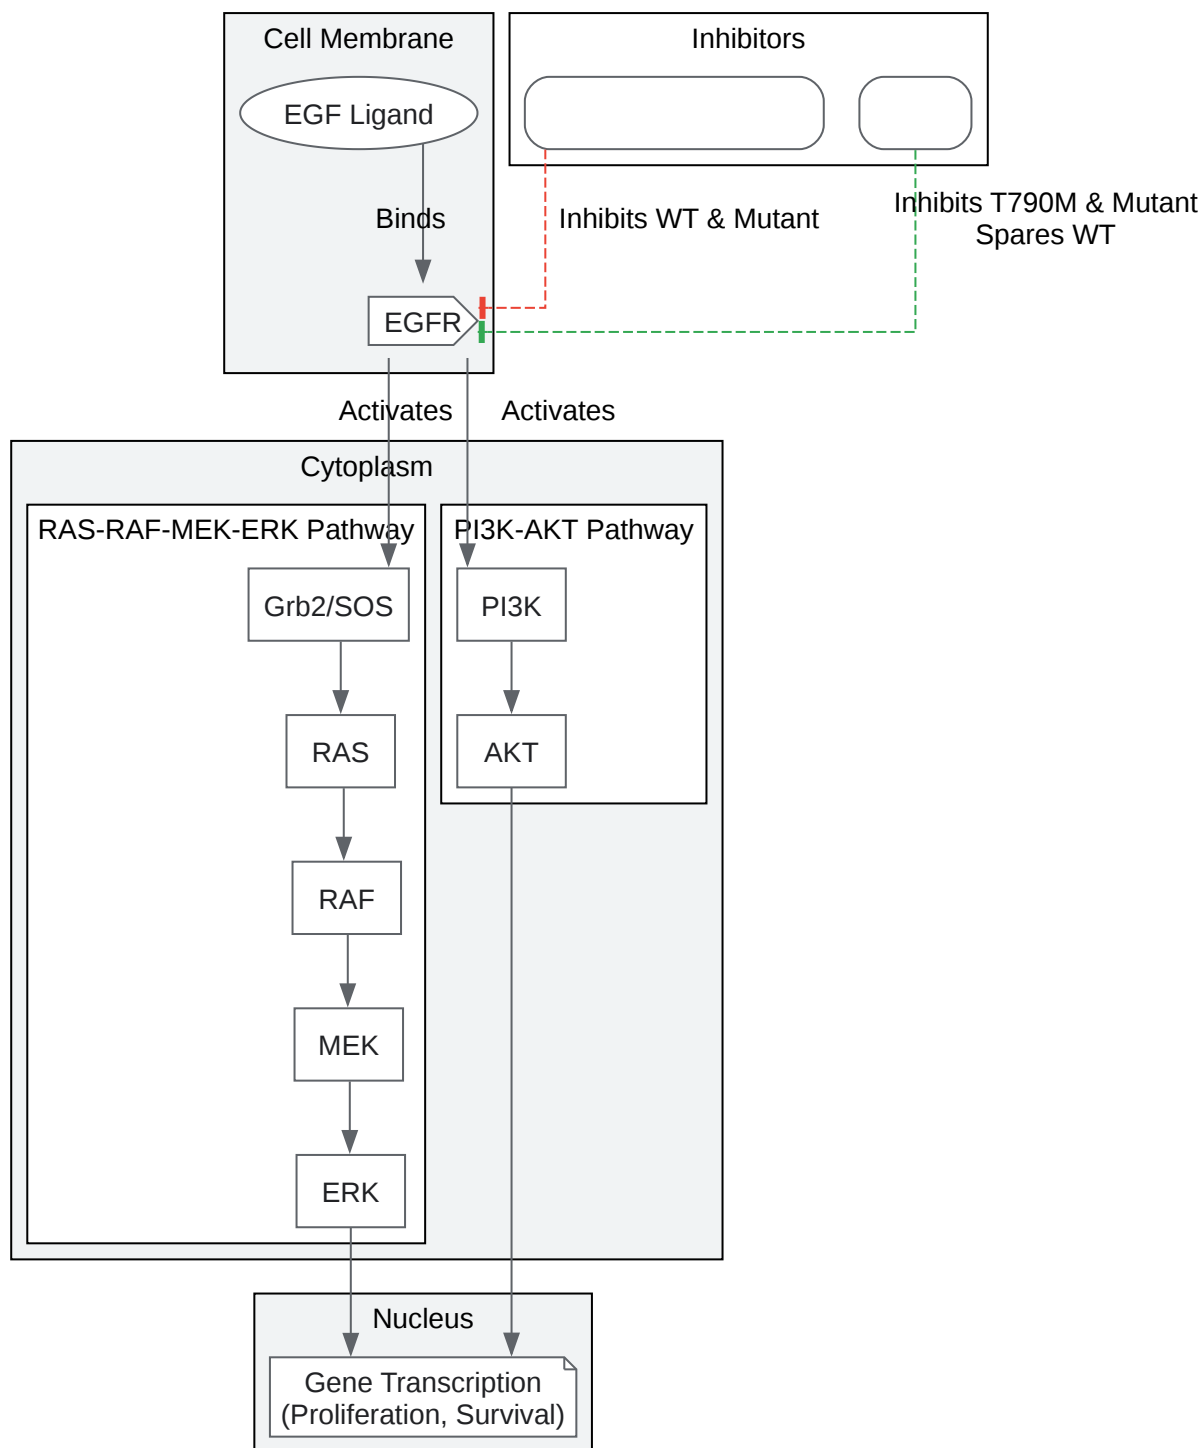 Cell Membrane
Inhibitors
EGF Ligand
Binds
Inhibits WT & Mutant
Inhibits T790M & Mutant
Spares WT
EGFR
Activates
Activates
Cytoplasm
RAS-RAF-MEK-ERK Pathway
PI3K-AKT Pathway
Grb2/SOS
PI3K
RAS
AKT
RAF
MEK
ERK
Nucleus
Gene Transcription
(Proliferation, Survival)